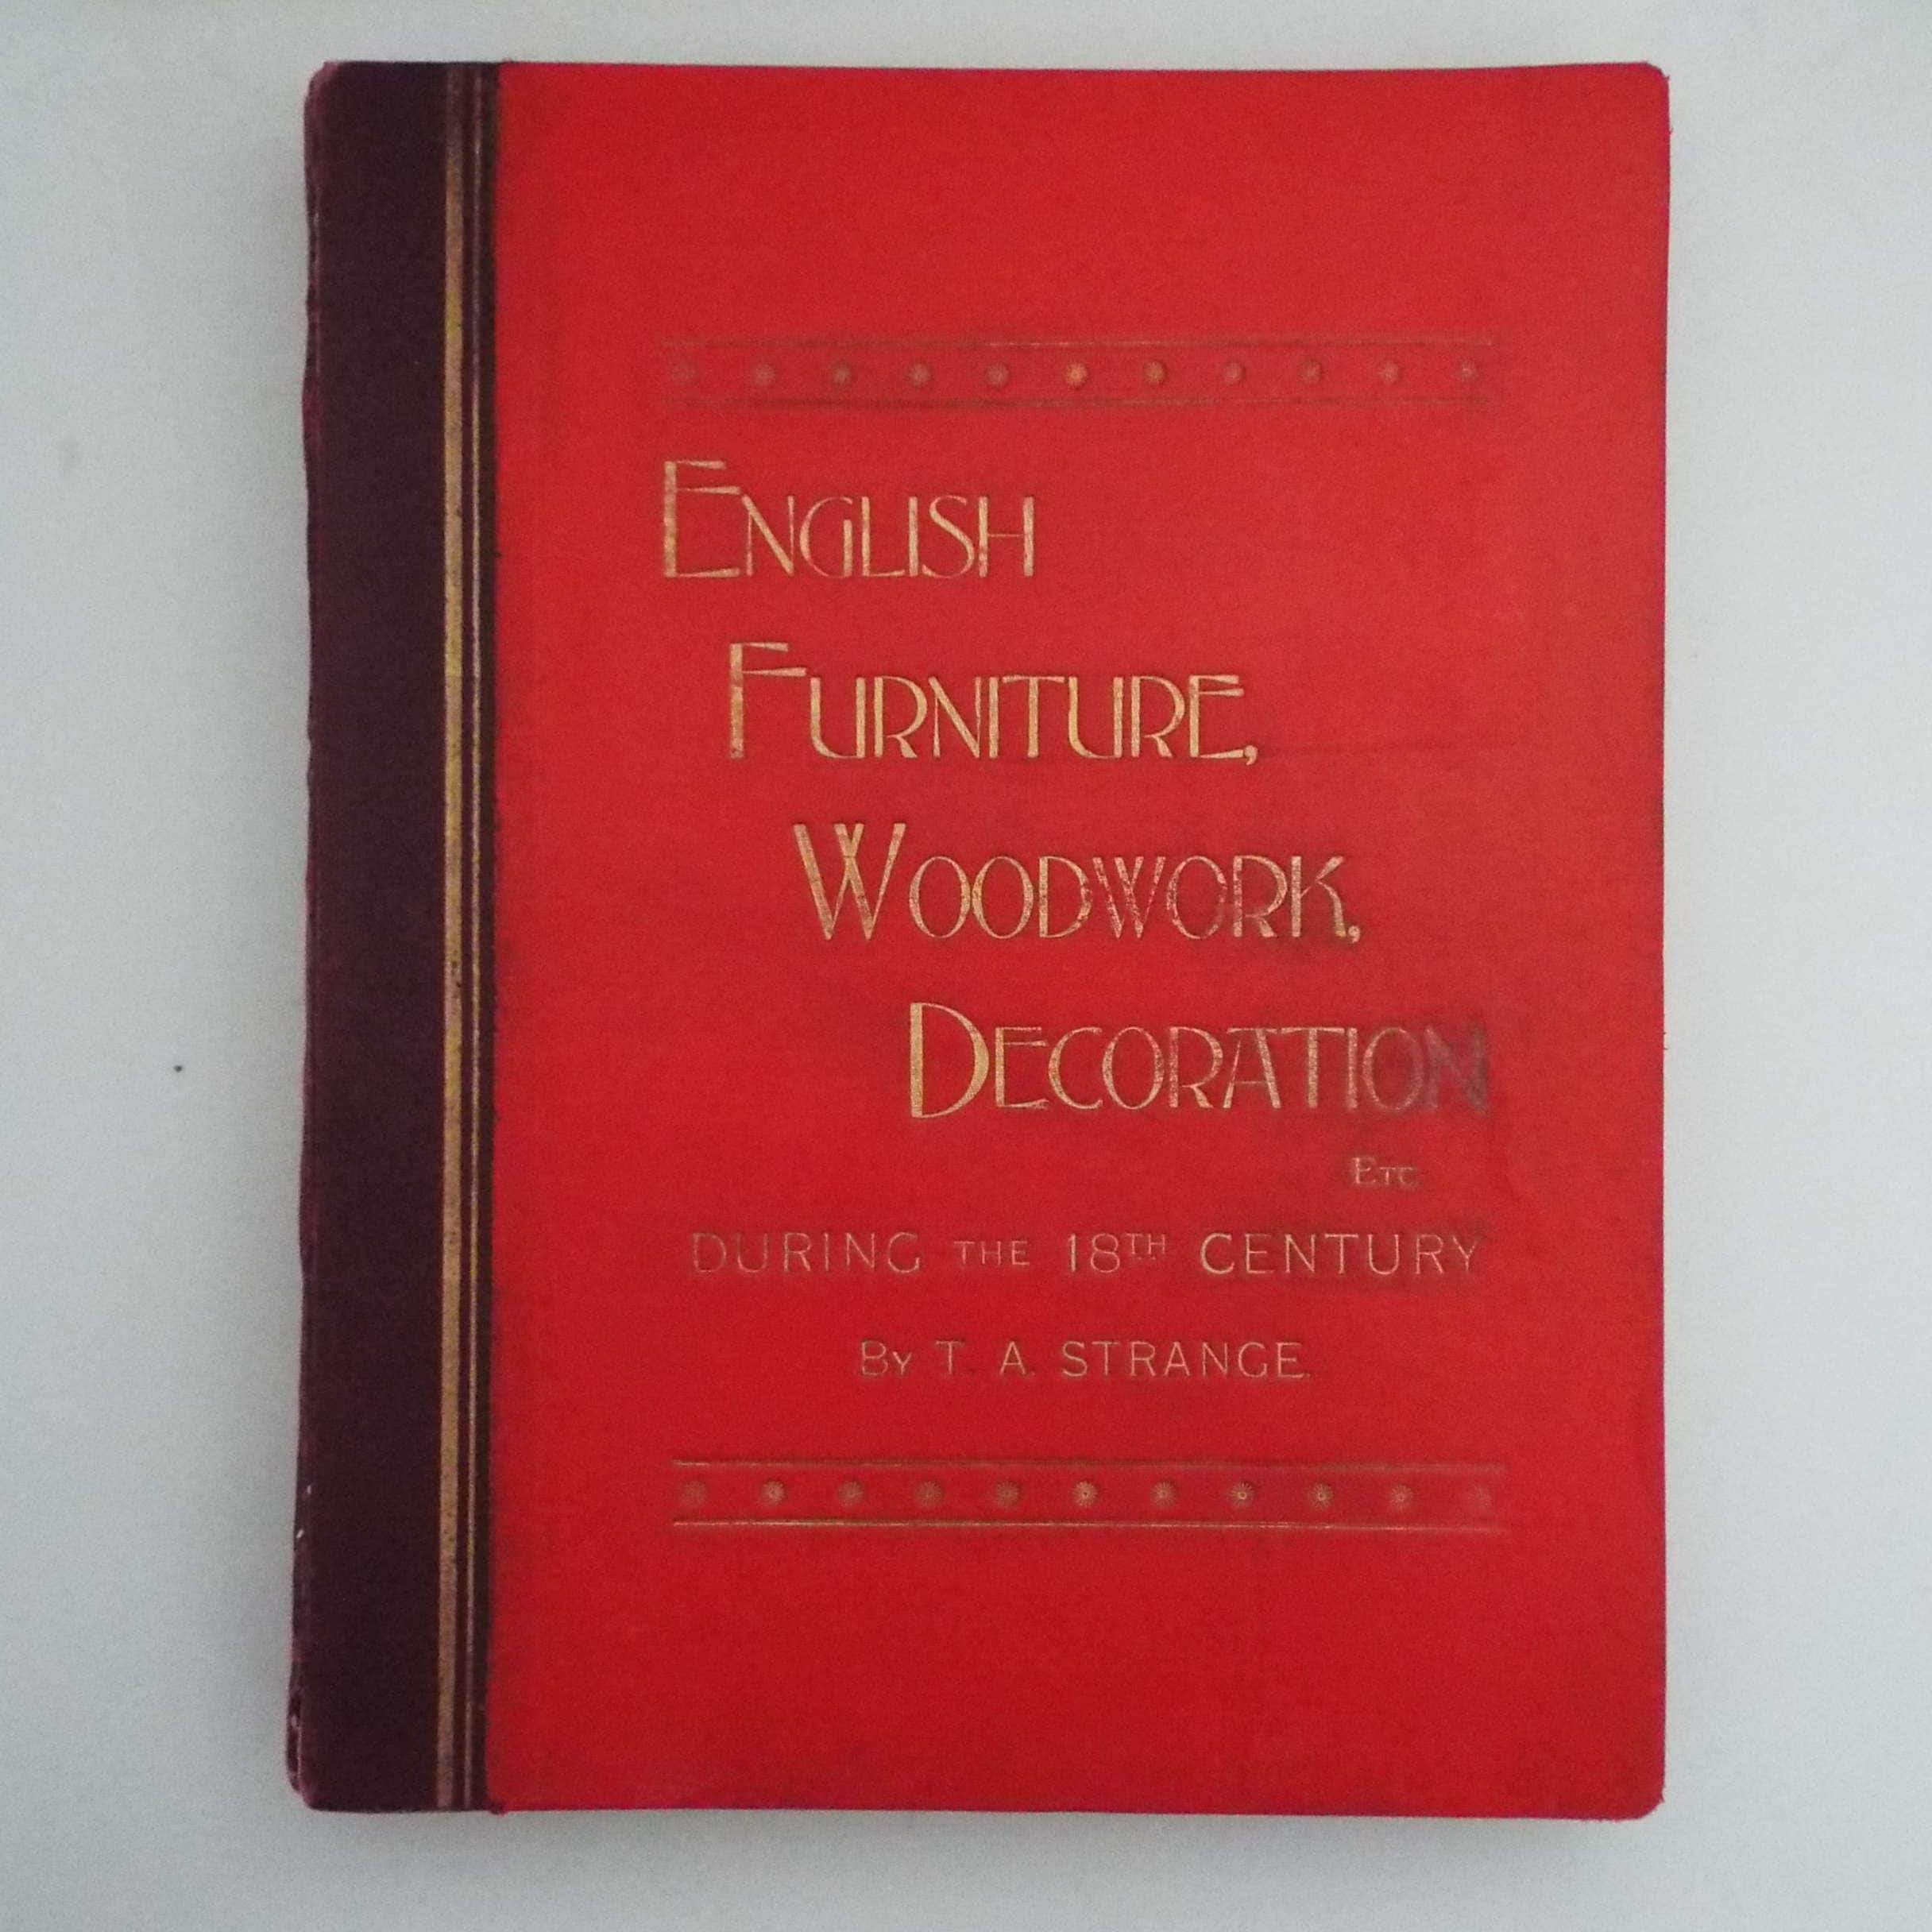 ENGLISH
FURNITURE,
WOODWORK,
DECORATION
ETC
DURING THE 18TH CENTURY
BY T. A. STRANGE.